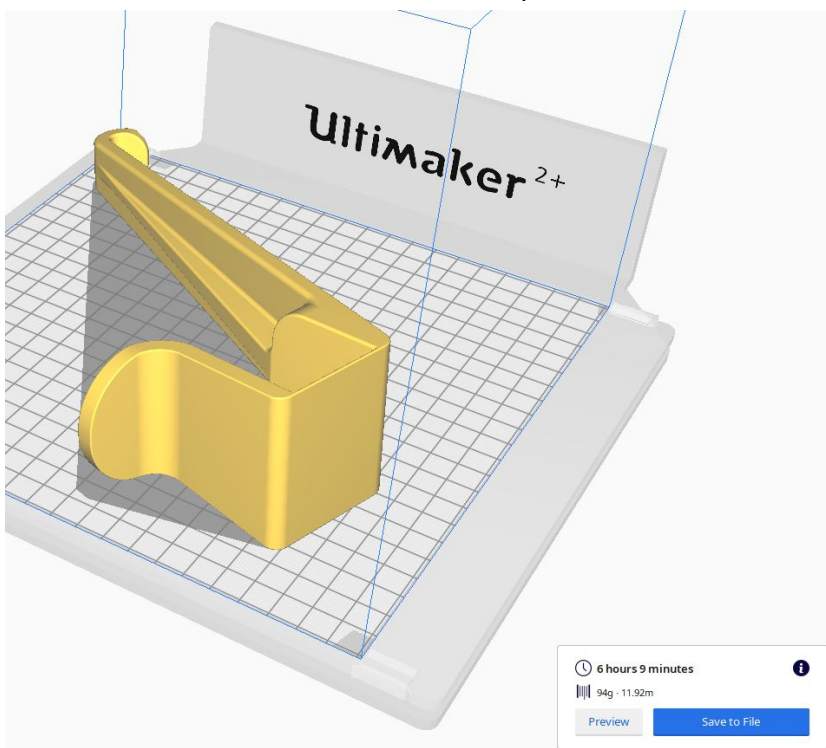 Ultimaker 2+
6 hours 9 minutes
94g · 11.92m
Preview
Save to File